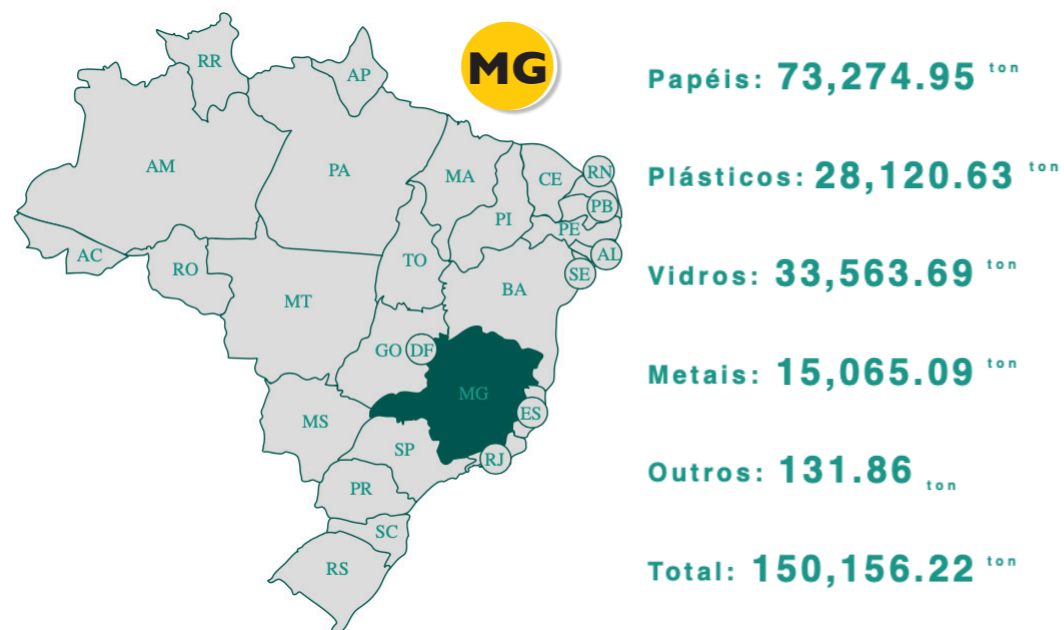 MG
RR
AP
AM
PA
MA
CE
RN
PI
PB
PE
AC
RO
TO
AL
SE
BA
MT
GO
DF
MG
ES
MS
SP
RJ
PR
SC
RS
Papéis: 73,274.95 ton
Plásticos: 28,120.63 ton
Vidros: 33,563.69 ton
Metais: 15,065.09 ton
Outros: 131.86 ton
Total: 150,156.22 ton